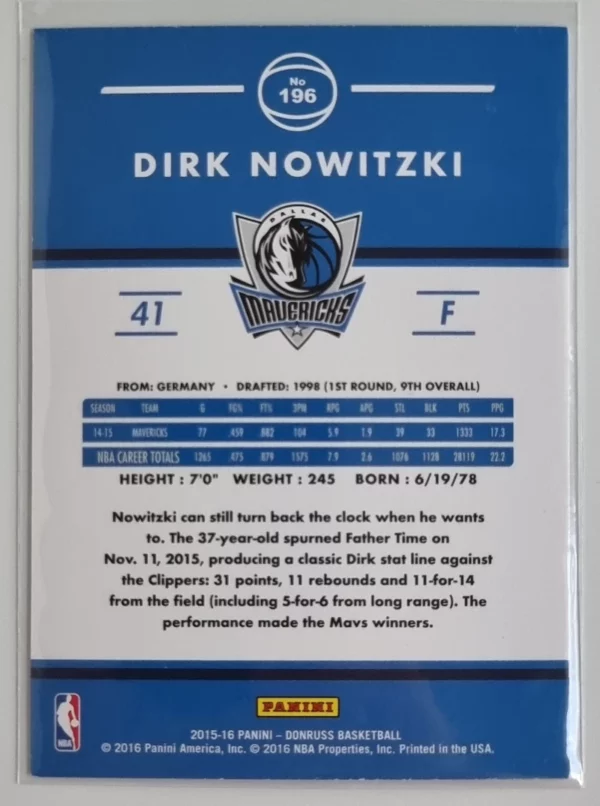 No
196
DIRK NOWITZKI
DALLAS
MAVERICKS
41
F
FROM: GERMANY • DRAFTED: 1998 (1ST ROUND, 9TH OVERALL)
SEASON TEAM G FG% FT% 3PM RPG APG STL BLK PTS PPG
14-15 MAVERICKS 77 .459 .882 104 5.9 1.9 39 33 1333 17.3
NBA CAREER TOTALS 1265 .475 .879 1575 7.9 2.6 1076 1128 28119 22.2
HEIGHT : 7'0" WEIGHT : 245 BORN : 6/19/78
Nowitzki can still turn back the clock when he wants
to. The 37-year-old spurned Father Time on
Nov. 11, 2015, producing a classic Dirk stat line against
the Clippers: 31 points, 11 rebounds and 11-for-14
from the field (including 5-for-6 from long range). The
performance made the Mavs winners.
PANINI
NBA
2015-16 PANINI – DONRUSS BASKETBALL
© 2016 Panini America, Inc. © 2016 NBA Properties, Inc. Printed in the USA.